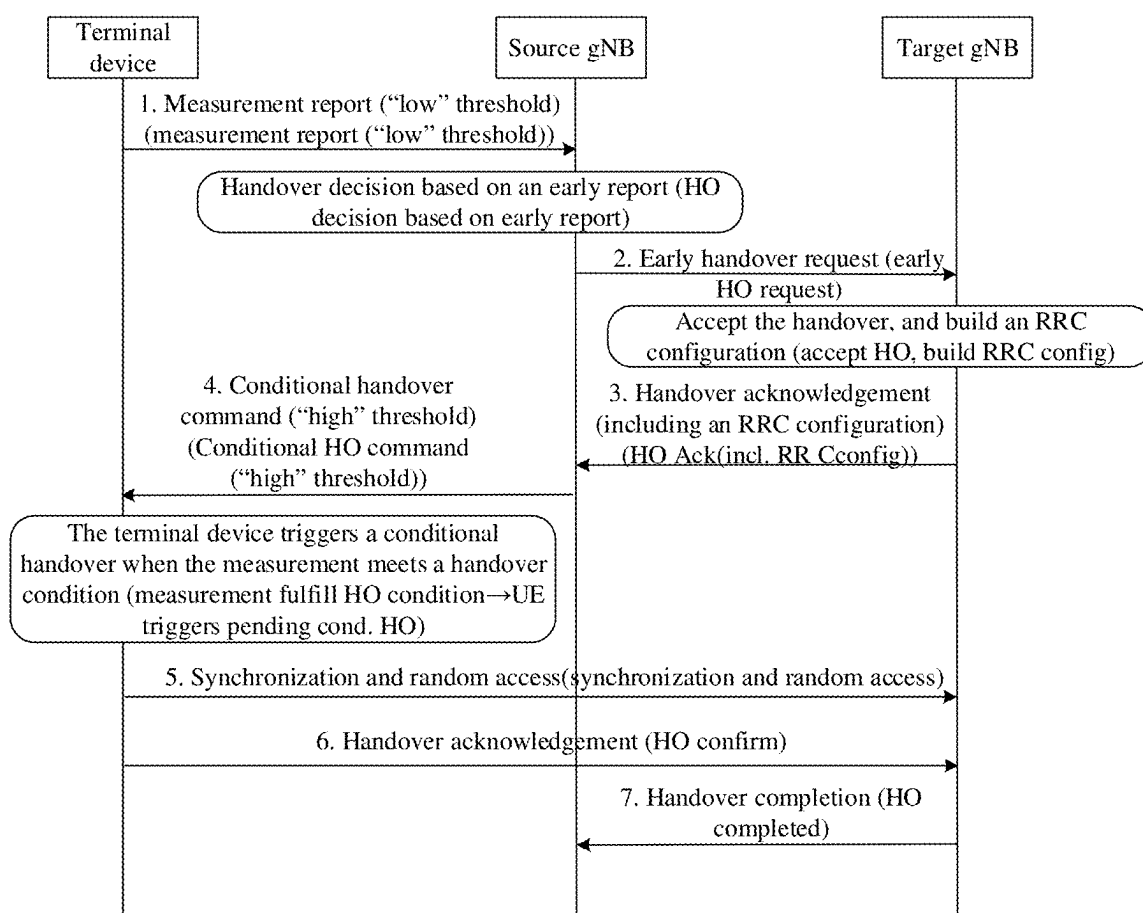 Terminal
device
Source gNB
Target gNB
1. Measurement report (“low” threshold)
(measurement report (“low” threshold))
Handover decision based on an early report (HO
decision based on early report)
2. Early handover request (early
HO request)
Accept the handover, and build an RRC
configuration (accept HO, build RRC config)
3. Handover acknowledgement
(including an RRC configuration)
(HO Ack(incl. RR Cconfig))
4. Conditional handover
command (“high” threshold)
(Conditional HO command
(“high” threshold))
The terminal device triggers a conditional
handover when the measurement meets a handover
condition (measurement fulfill HO condition→UE
triggers pending cond. HO)
5. Synchronization and random access(synchronization and random access)
6. Handover acknowledgement (HO confirm)
7. Handover completion (HO
completed)